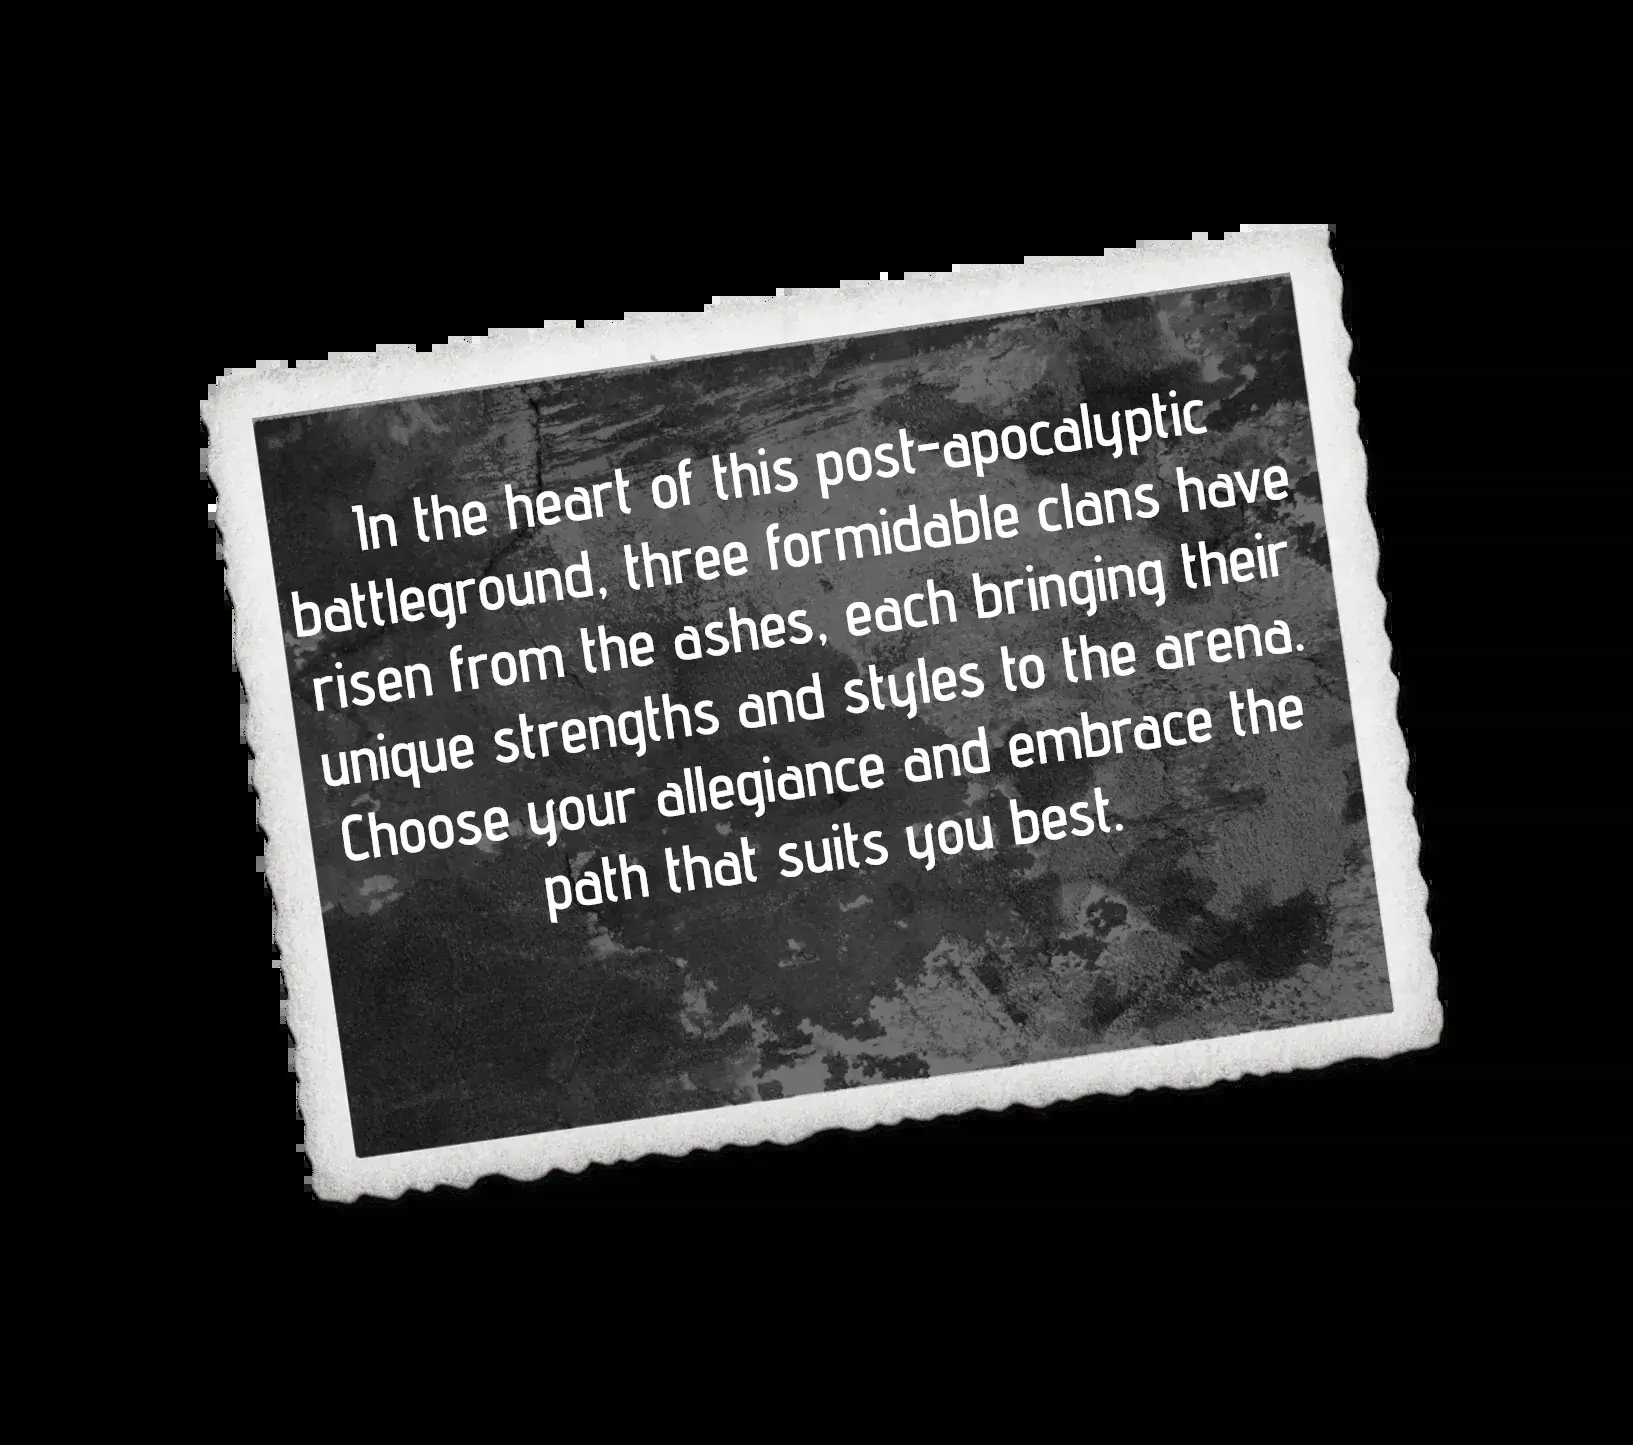 In the heart of this post-apocalyptic
battleground, three formidable clans have
risen from the ashes, each bringing their
unique strengths and styles to the arena.
Choose your allegiance and embrace the
path that suits you best.